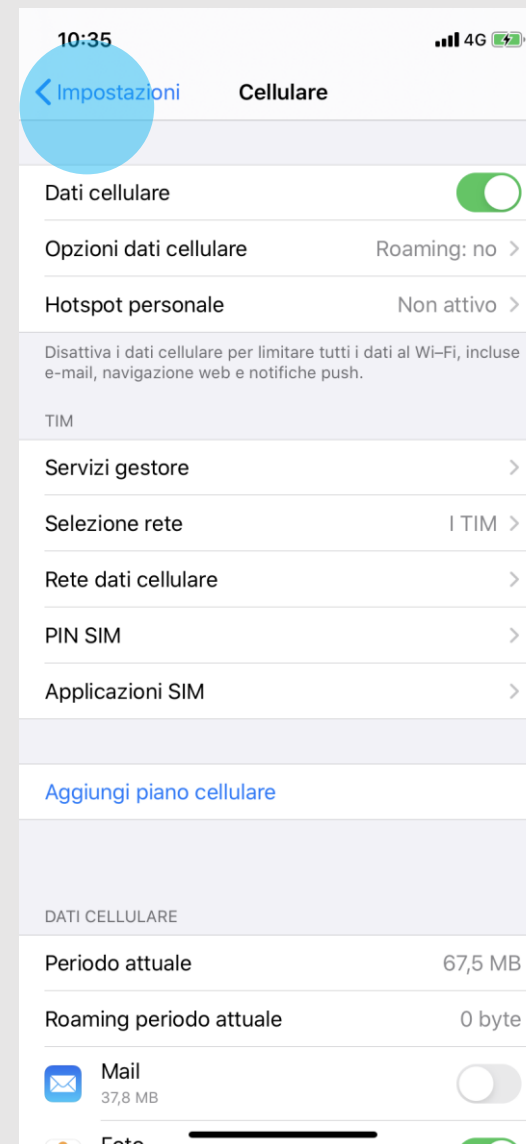 10:35
4G
Impostazioni
Cellulare
Dati cellulare
Opzioni dati cellulare
Roaming: no
Hotspot personale
Non attivo
Disattiva i dati cellulare per limitare tutti i dati al Wi-Fi, incluse
e-mail, navigazione web e notifiche push.
TIM
Servizi gestore
Selezione rete
I TIM
Rete dati cellulare
PIN SIM
Applicazioni SIM
Aggiungi piano cellulare
DATI CELLULARE
Periodo attuale
67,5 MB
Roaming periodo attuale
0 byte
Mail
37,8 MB
Foto